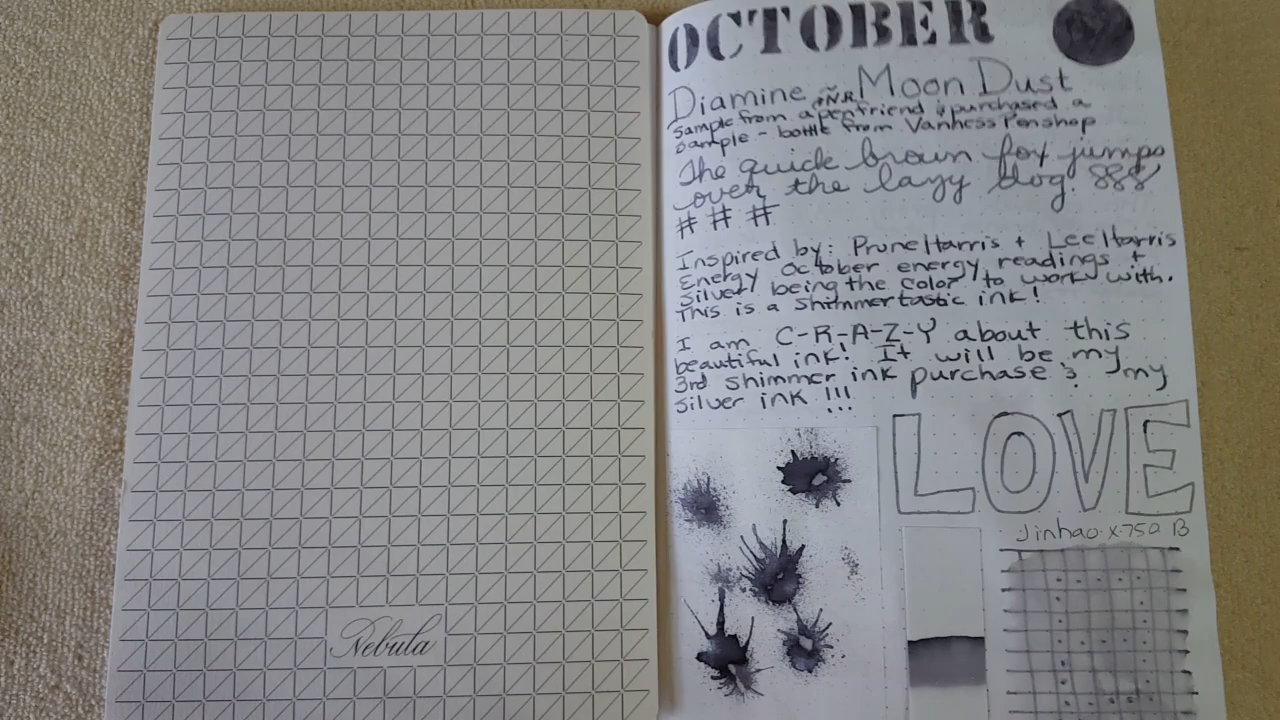 Nebula
OCTOBER
Diamine Moon Dust
Sample from a penfriend & purchased a
sample - bottle from Vanness Penshop
The quick brown fox jumps
over the lazy dog. 888
# # #
Inspired by: Prune Harris + Lee Harris
Energy October energy readings +
silver being the color to work with.
This is a shimmertastic ink!
I am C-R-A-Z-Y about this
beautiful ink! It will be my
3rd shimmer ink purchase & my
silver ink !!!
LOVE
Jinhao X-750 B